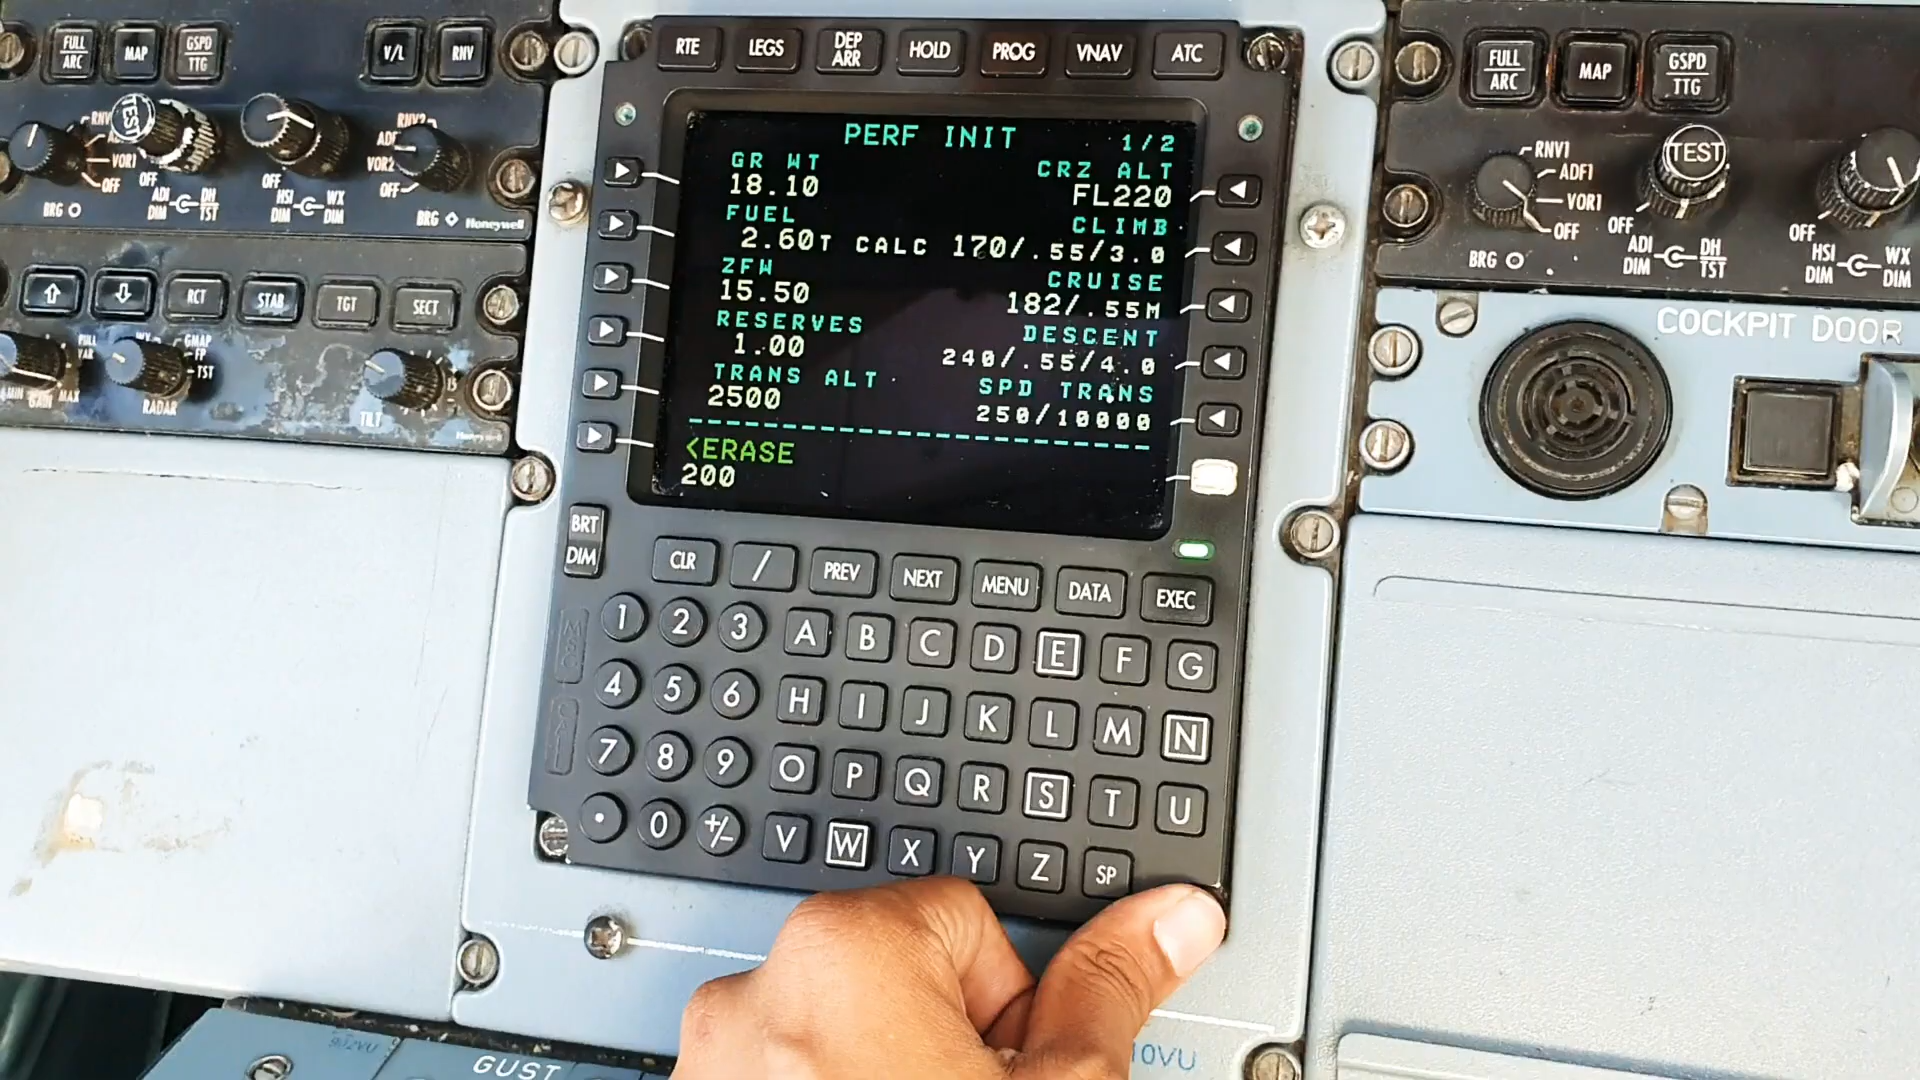 FULL ARC
MAP
GSPD TTG
V/L
RNV
TEST
RNV2
VOR1
OFF
VOR2
OFF
BRG
OFF
ADI DIM
DH TST
OFF
HSI DIM
WX DIM
BRG
Honeywell
RCT
STAB
TGT
SECT
PULL VAR
GMAP
FP
TST
MAX
RADAR
TILT
RTE
LEGS
DEP ARR
HOLD
PROG
VNAV
ATC
PERF INIT 1/2
GR WT CRZ ALT
18.10 FL220
FUEL CLIMB
2.60T CALC 170/.55/3.0
ZFW CRUISE
15.50 182/.55M
RESERVES DESCENT
1.00 240/.55/4.0
TRANS ALT SPD TRANS
2500 250/10000
--------------------------
<ERASE
200
BRT
DIM
CLR
/
PREV
NEXT
MENU
DATA
EXEC
1 2 3 A B C D E F G
4 5 6 H I J K L M N
7 8 9 O P Q R S T U
. 0 +/- V W X Y Z SP
FULL ARC
MAP
GSPD TTG
RNV1
ADF1
VOR1
OFF
BRG
TEST
OFF
ADI DIM
DH TST
OFF
HSI DIM
WX DIM
COCKPIT DOOR
GUST
10VU